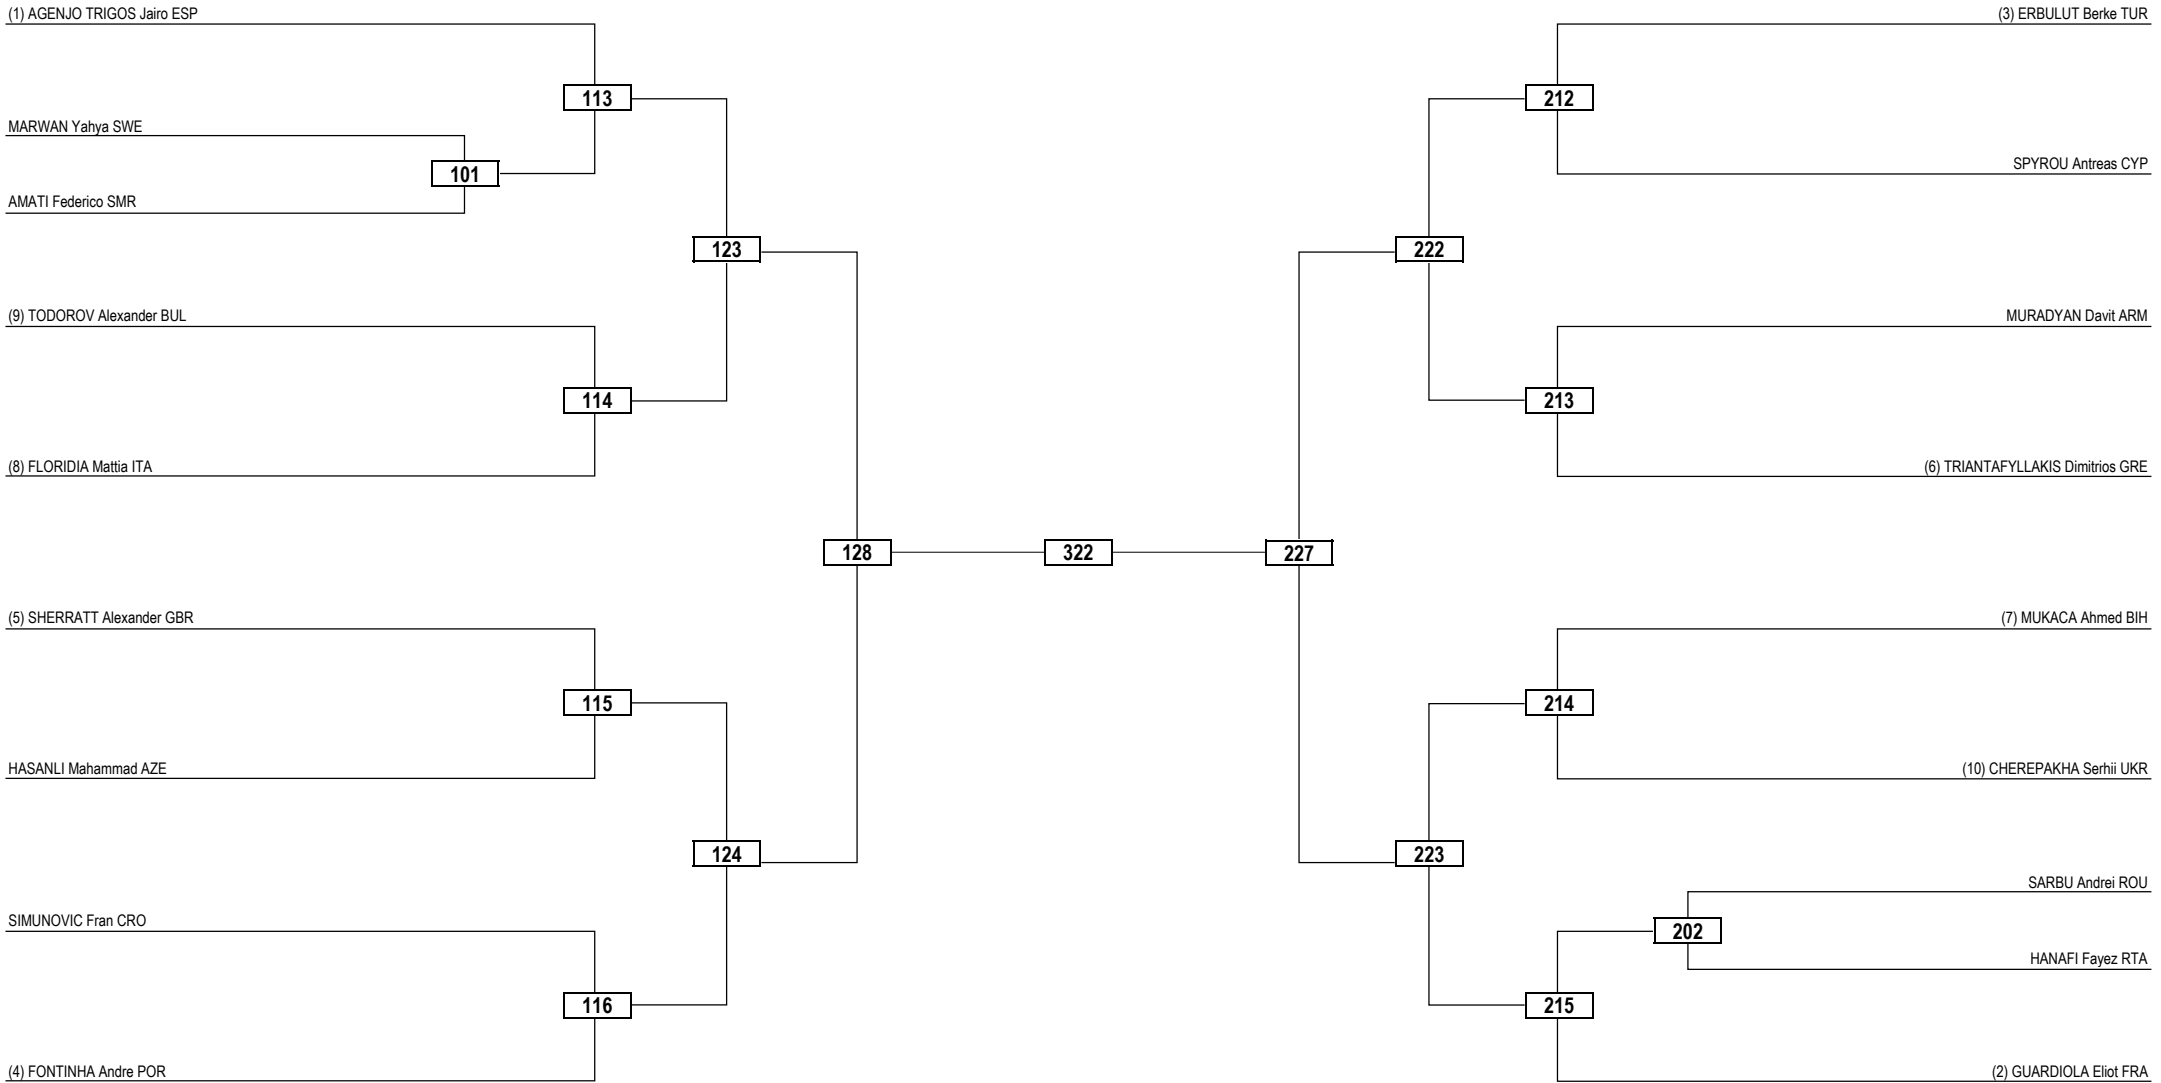 (1) AGENJO TRIGOS Jairo ESP
(3) ERBULUT Berke TUR
113
212
MARWAN Yahya SWE
101
SPYROU Antreas CYP
AMATI Federico SMR
123
222
(9) TODOROV Alexander BUL
MURADYAN Davit ARM
114
213
(8) FLORIDIA Mattia ITA
(6) TRIANTAFYLLAKIS Dimitrios GRE
128
322
227
(5) SHERRATT Alexander GBR
(7) MUKACA Ahmed BIH
115
214
HASANLI Mahammad AZE
(10) CHEREPAKHA Serhii UKR
124
223
SARBU Andrei ROU
SIMUNOVIC Fran CRO
202
HANAFI Fayez RTA
116
215
(4) FONTINHA Andre POR
(2) GUARDIOLA Eliot FRA